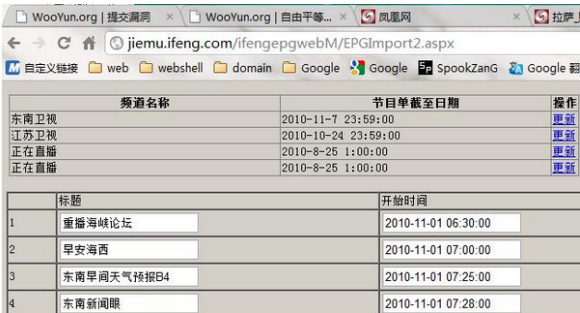 WooYun.org | 提交漏洞 × WooYun.org | 自由平等... × 凤凰网 × 拉萨
jiemu.ifeng.com/ifengepgwebM/EPGImport2.aspx
自定义链接 web webshell domain Google Google SpookZanG Google 翻
频道名称 节目单截至日期 操作
东南卫视 2010-11-7 23:59:00 更新
江苏卫视 2010-10-24 23:59:00 更新
正在直播 2010-8-25 1:00:00 更新
正在直播 2010-8-25 1:00:00 更新
标题 开始时间
1 重播海峡论坛 2010-11-01 06:30:00
2 早安海西 2010-11-01 07:00:00
3 东南早间天气预报B4 2010-11-01 07:25:00
4 东南新闻眼 2010-11-01 07:28:00